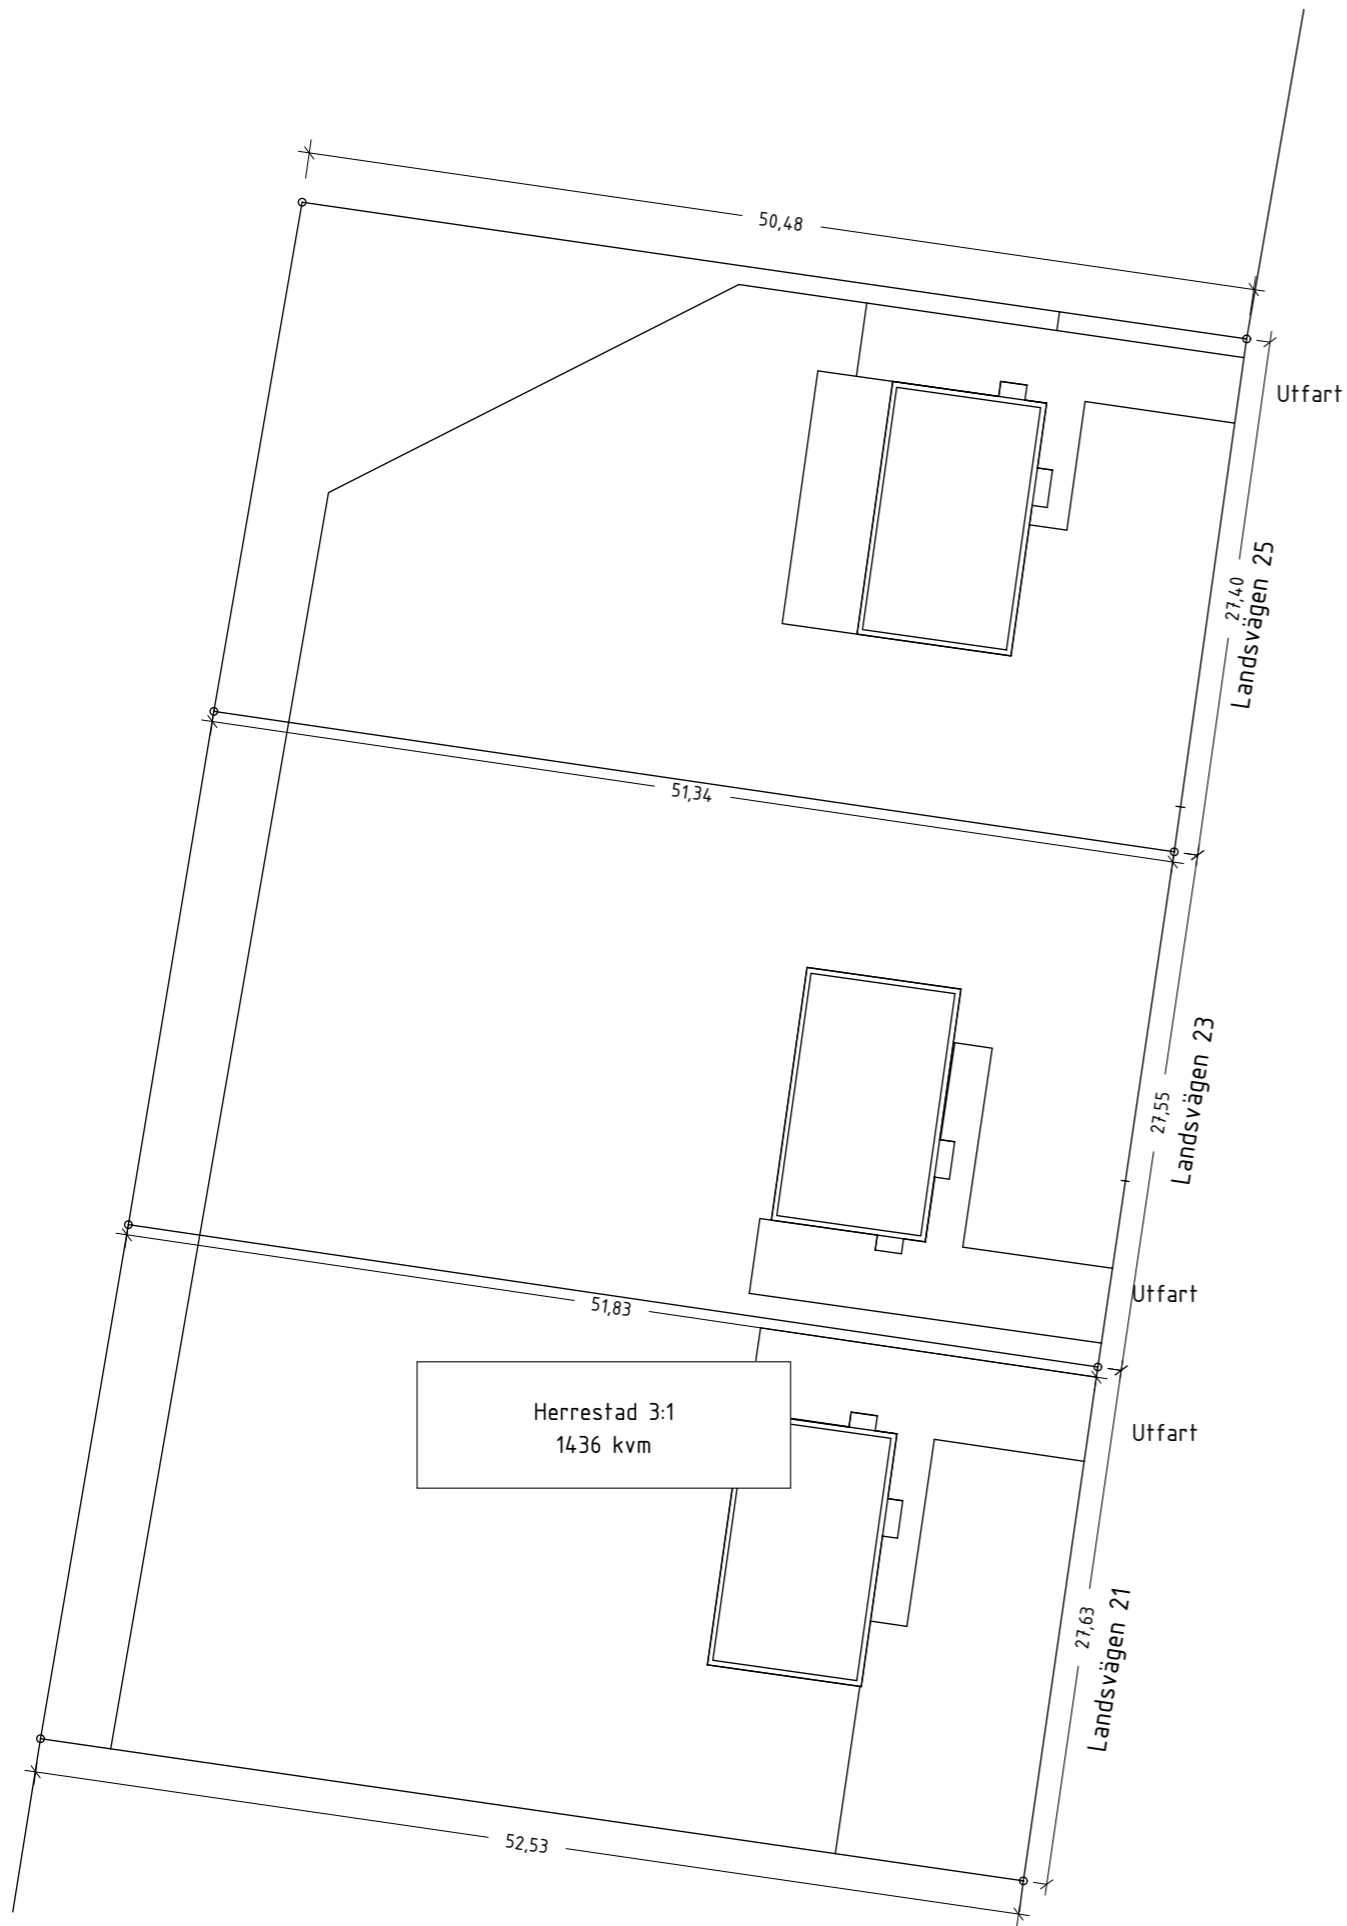 50,48
Utfart
27,40
Landsvägen 25
51,34
27,55
Landsvägen 23
Utfart
51,83
Herrestad 3:1
1436 kvm
Utfart
27,63
Landsvägen 21
52,53